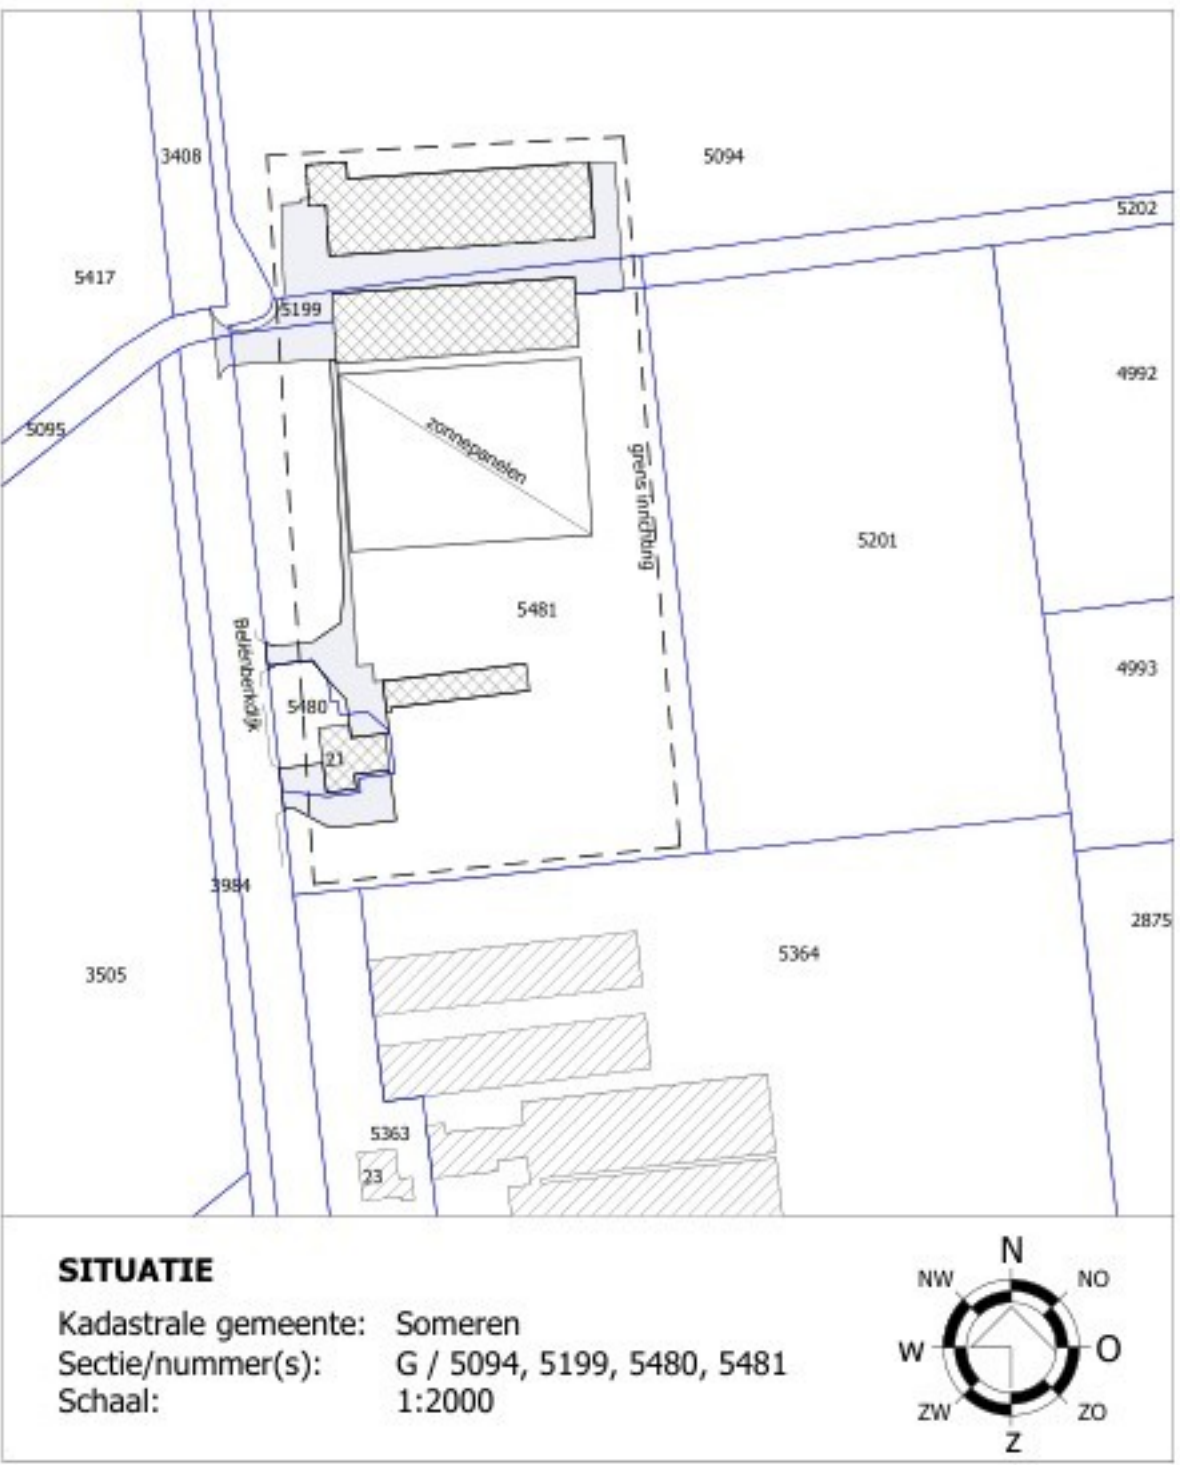 3408
5094
5202
5417
5199
4992
5095
zonnepanelen
grens inrichting
5201
5481
Beliënberkdijk
4993
5480
21
3984
2875
5364
3505
5363
23
SITUATIE
Kadastrale gemeente: Someren
Sectie/nummer(s): G / 5094, 5199, 5480, 5481
Schaal: 1:2000
N
NW
NO
W
O
ZW
ZO
Z